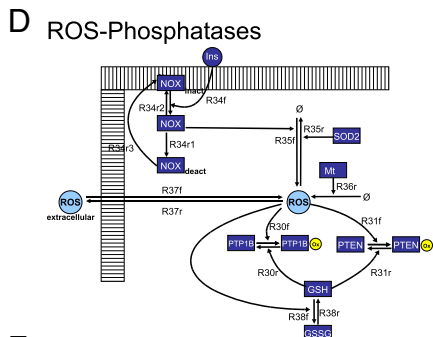 D ROS-Phosphatases
Ins
NOX
inact
R34r2
R34f
NOX
Ø
R35r
R34r1
R35f
SOD2
R34r3
NOX
deact
Mt
R36r
R37f
ROS
ROS
Ø
extracellular
R37r
R31f
R30f
PTP1B
PTP1B
Ox
PTEN
PTEN
Ox
R30r
R31r
GSH
R38f
R38r
GSSG